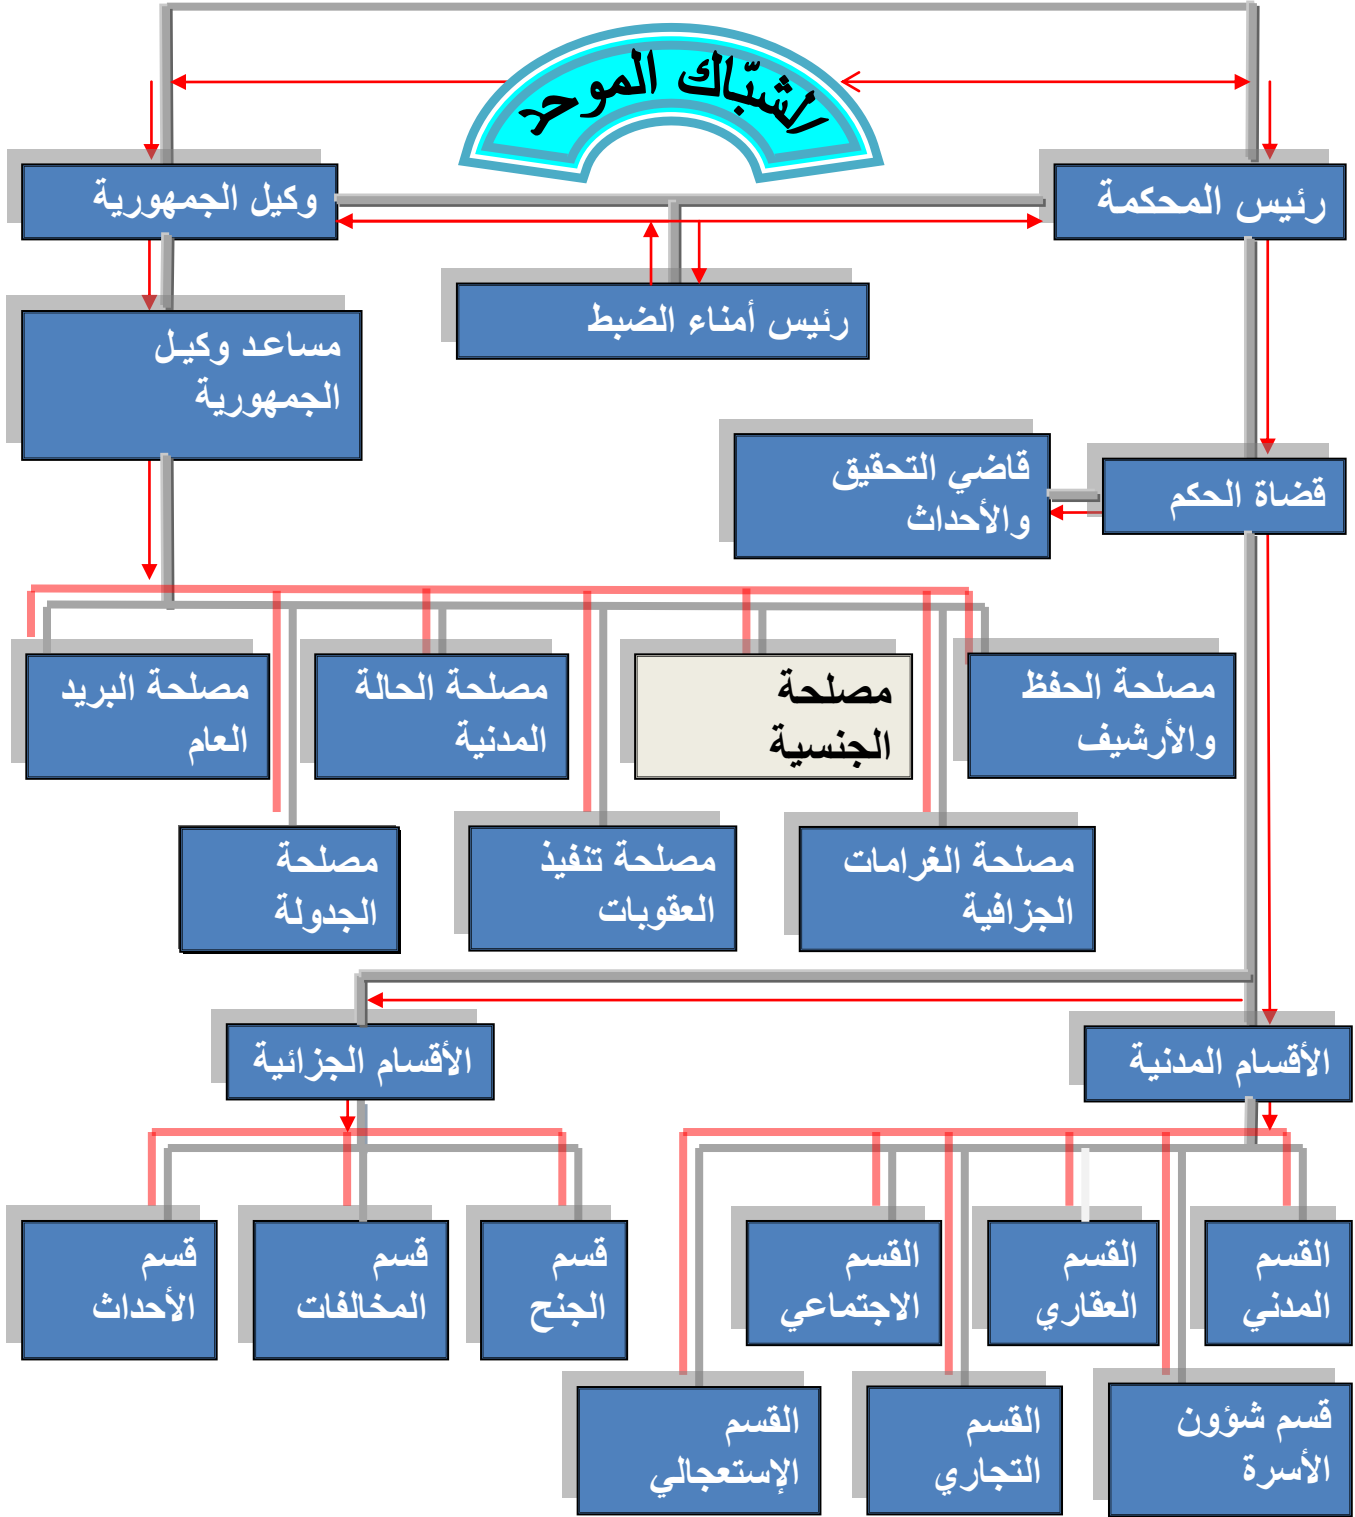 الشبّاك الموحد
رئيس المحكمة
وكيل الجمهورية
رئيس أمناء الضبط
مساعد وكيل
الجمهورية
قضاة الحكم
قاضي التحقيق
والأحداث
مصلحة الحفظ
والأرشيف
مصلحة
الجنسية
مصلحة الحالة
المدنية
مصلحة البريد
العام
مصلحة الغرامات
الجزافية
مصلحة تنفيذ
العقوبات
مصلحة
الجدولة
الأقسام المدنية
الأقسام الجزائية
القسم
المدني
القسم
العقاري
القسم
الاجتماعي
قسم
الجنح
قسم
المخالفات
قسم
الأحداث
قسم شؤون
الأسرة
القسم
التجاري
القسم
الإستعجالي